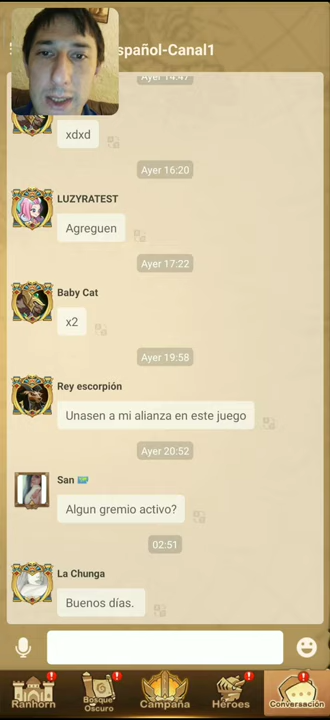 spañol-Canal1
Ayer 14:47
xdxd
Ayer 16:20
LUZYRATEST
Agreguen
Ayer 17:22
Baby Cat
x2
Ayer 19:58
Rey escorpión
Unasen a mi alianza en este juego
Ayer 20:52
San
Algun gremio activo?
02:51
La Chunga
Buenos días.
Ranhorn
Bosque
Oscuro
Campaña
Héroes
Conversación